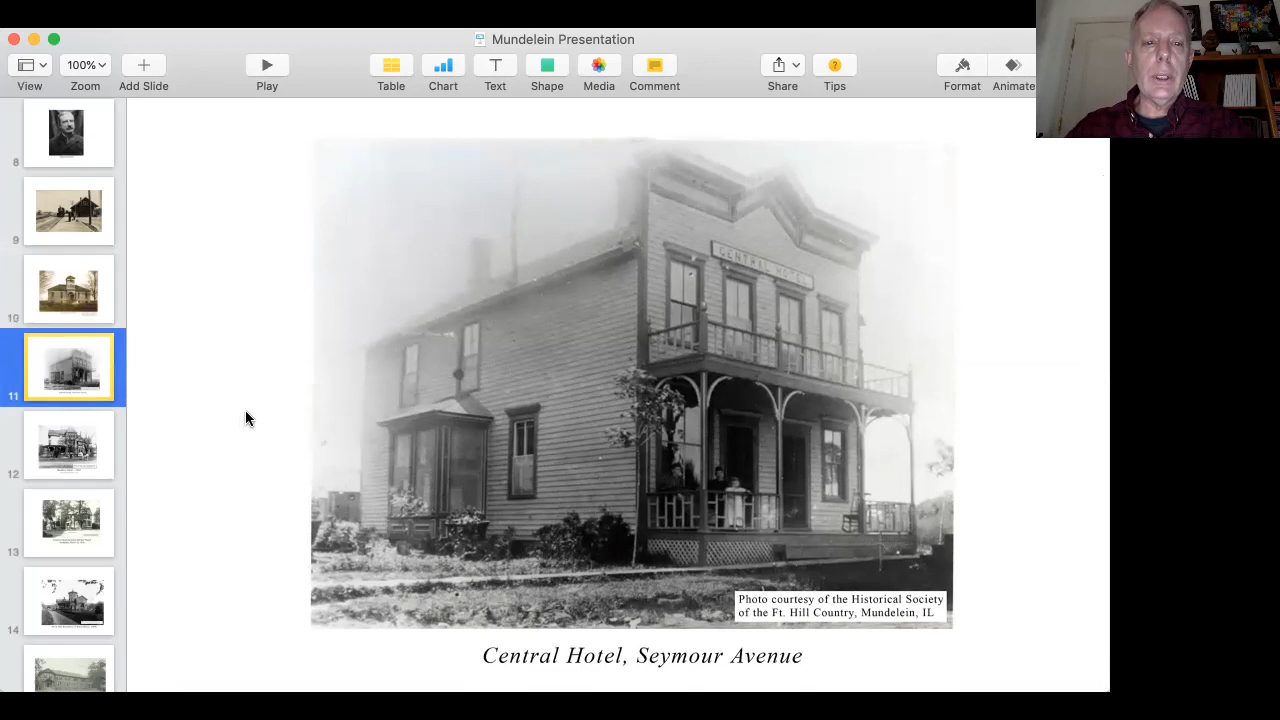 Mundelein Presentation
100%
View
Zoom
Add Slide
Play
Table
Chart
Text
Shape
Media
Comment
Share
Tips
Format
Animate
8
9
10
11
12
13
14
CENTRAL HOTEL
Photo courtesy of the Historical Society
of the Ft. Hill Country, Mundelein, IL
Central Hotel, Seymour Avenue